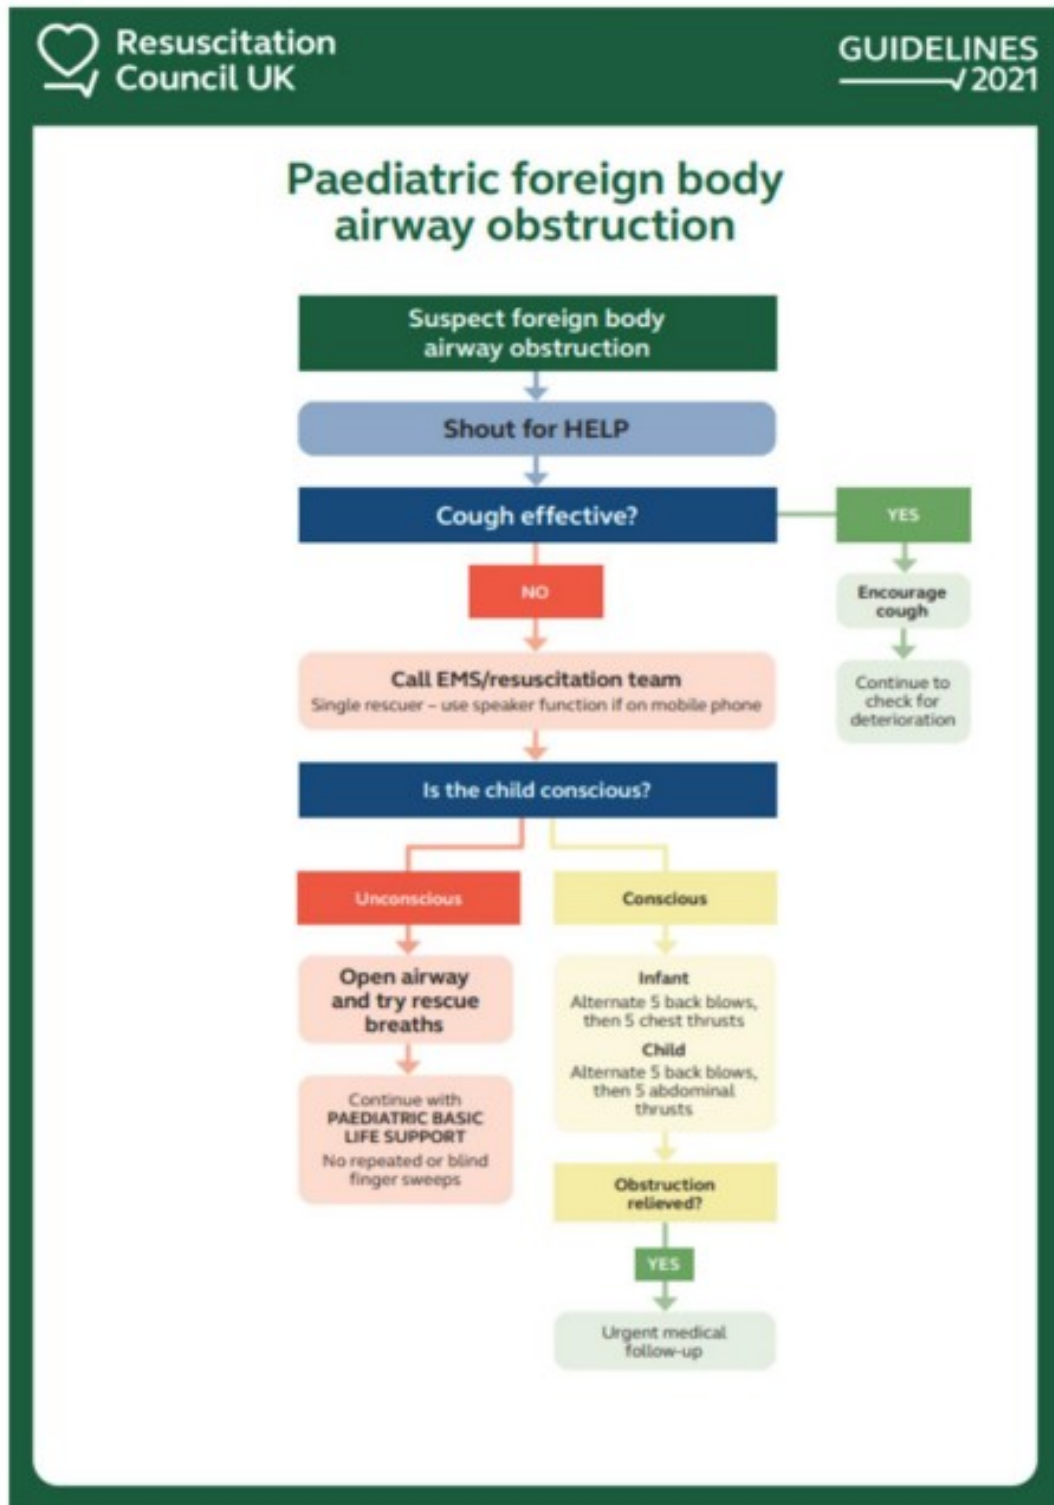 Resuscitation
Council UK
GUIDELINES
2021
Paediatric foreign body
airway obstruction
Suspect foreign body
airway obstruction
Shout for HELP
Cough effective?
YES
Encourage
cough
Continue to
check for
deterioration
NO
Call EMS/resuscitation team
Single rescuer – use speaker function if on mobile phone
Is the child conscious?
Unconscious
Open airway
and try rescue
breaths
Continue with
PAEDIATRIC BASIC
LIFE SUPPORT
No repeated or blind
finger sweeps
Conscious
Infant
Alternate 5 back blows,
then 5 chest thrusts
Child
Alternate 5 back blows,
then 5 abdominal
thrusts
Obstruction
relieved?
YES
Urgent medical
follow-up